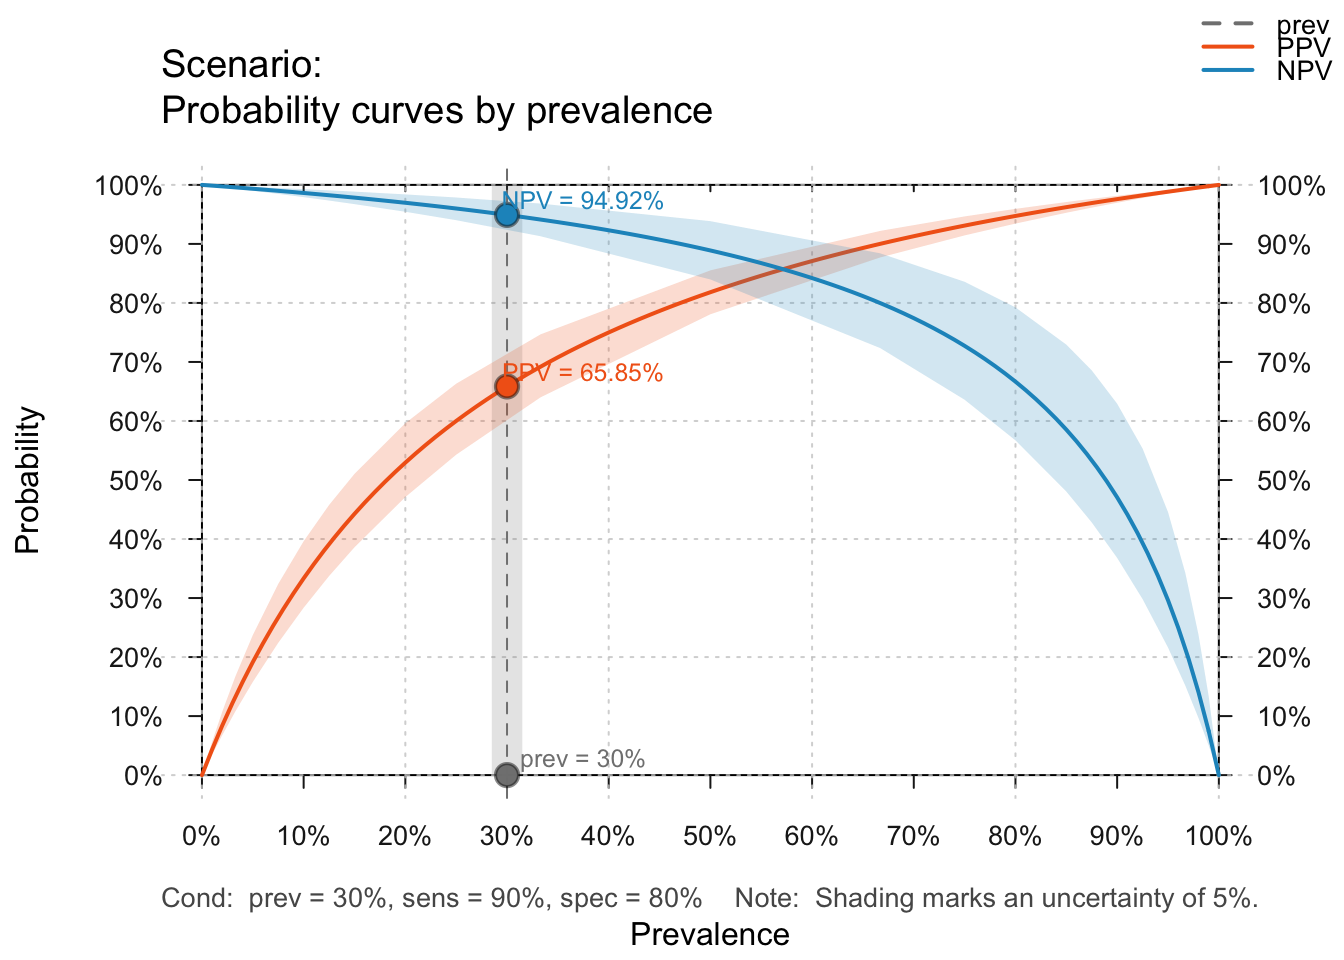 prev
PPV
NPV
Scenario:
Probability curves by prevalence
Probability
100%
90%
80%
70%
60%
50%
40%
30%
20%
10%
0%
NPV = 94.92%
PPV = 65.85%
prev = 30%
100%
90%
80%
70%
60%
50%
40%
30%
20%
10%
0%
0% 10% 20% 30% 40% 50% 60% 70% 80% 90% 100%
Cond: prev = 30%, sens = 90%, spec = 80% Note: Shading marks an uncertainty of 5%.
Prevalence